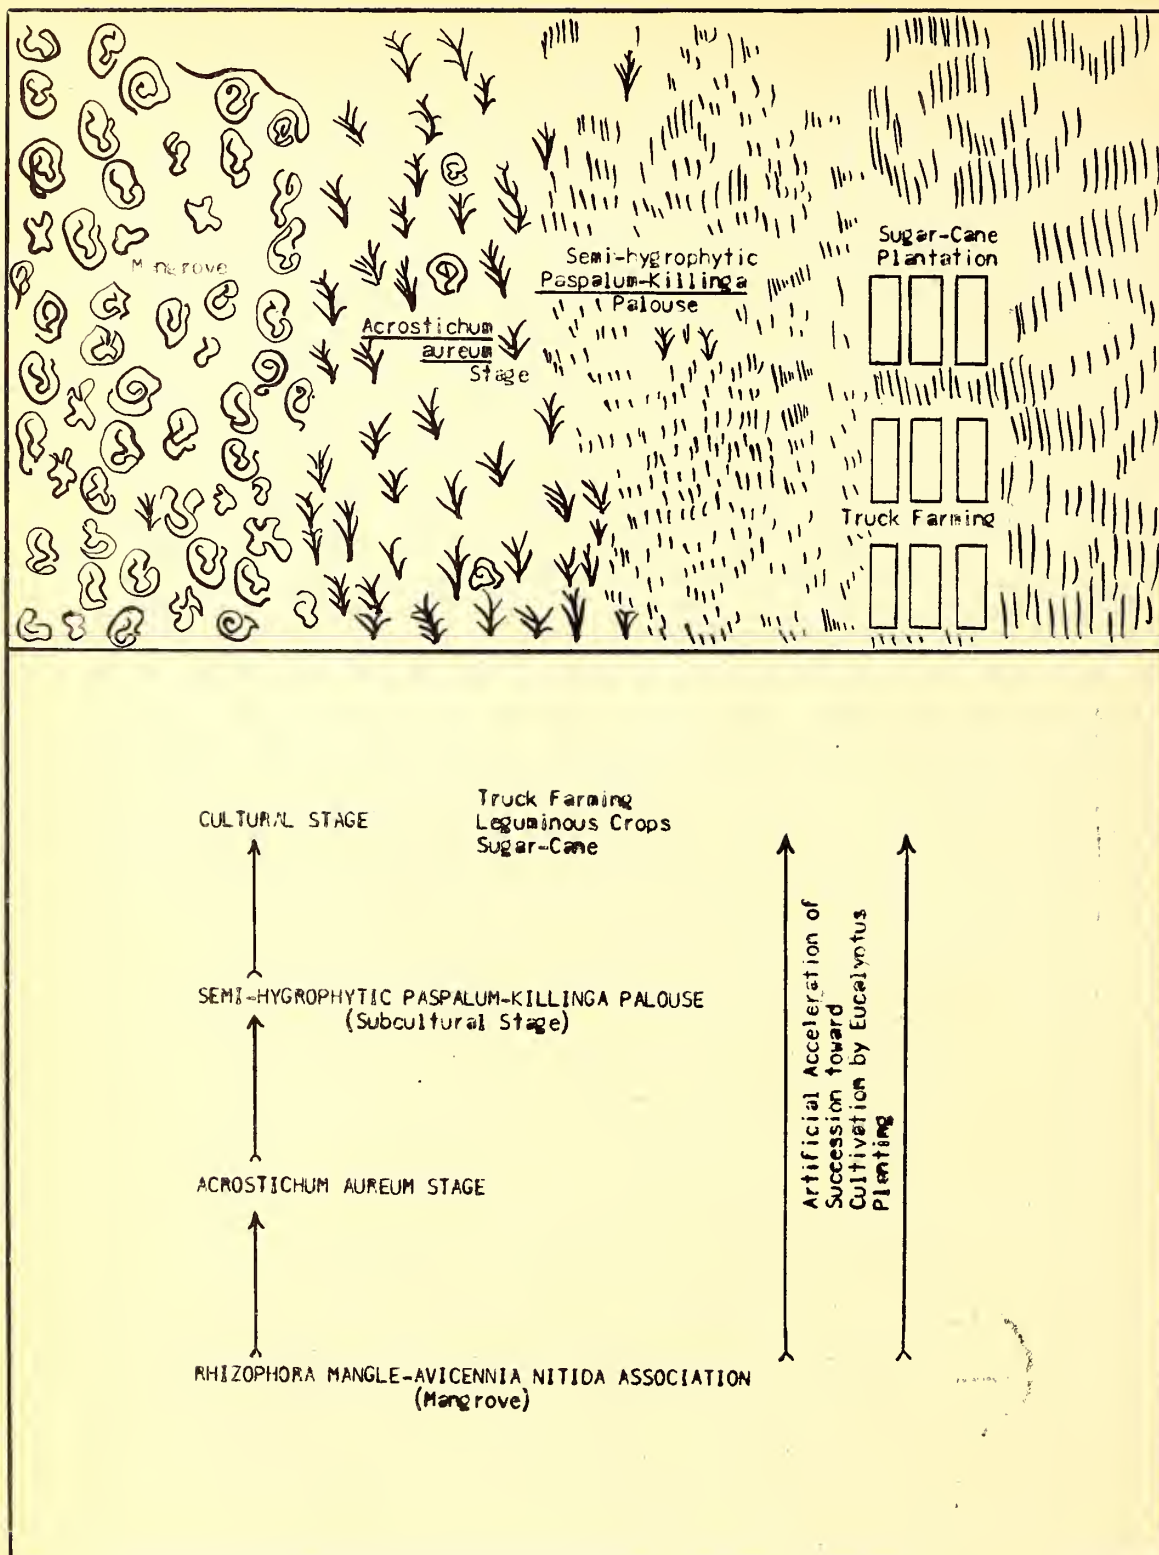 Mangrove
Acrostichum
aureum
Stage
Semi-hygrophytic
Paspalum-Killinga
Palouse
Sugar-Cane
Plantation
Truck Farming
CULTURAL STAGE
Truck Farming
Leguminous Crops
Sugar-Cane
SEMI-HYGROPHYTIC PASPALUM-KILLINGA PALOUSE
(Subcultural Stage)
ACROSTICHUM AUREUM STAGE
RHIZOPHORA MANGLE-AVICENNIA NITIDA ASSOCIATION
(Mangrove)
Artificial Acceleration of
Succession toward
Cultivation by Eucalyptus
Planting